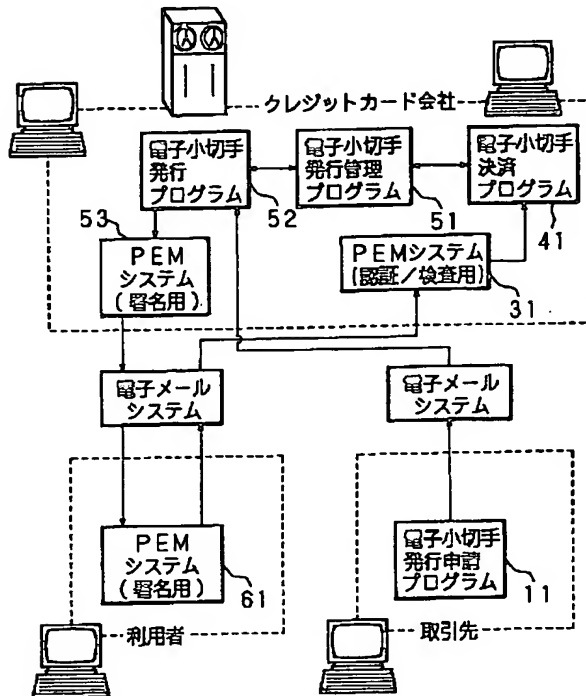 クレジットカード会社
電子小切手
発行
プログラム
52
電子小切手
発行管理
プログラム
51
電子小切手
決済
プログラム
41
53
PEM
システム
(署名用)
PEMシステム
(認証/検査用)
31
電子メール
システム
電子メール
システム
PEM
システム
(署名用)
61
利用者
電子小切手
発行申請
プログラム
11
取引先